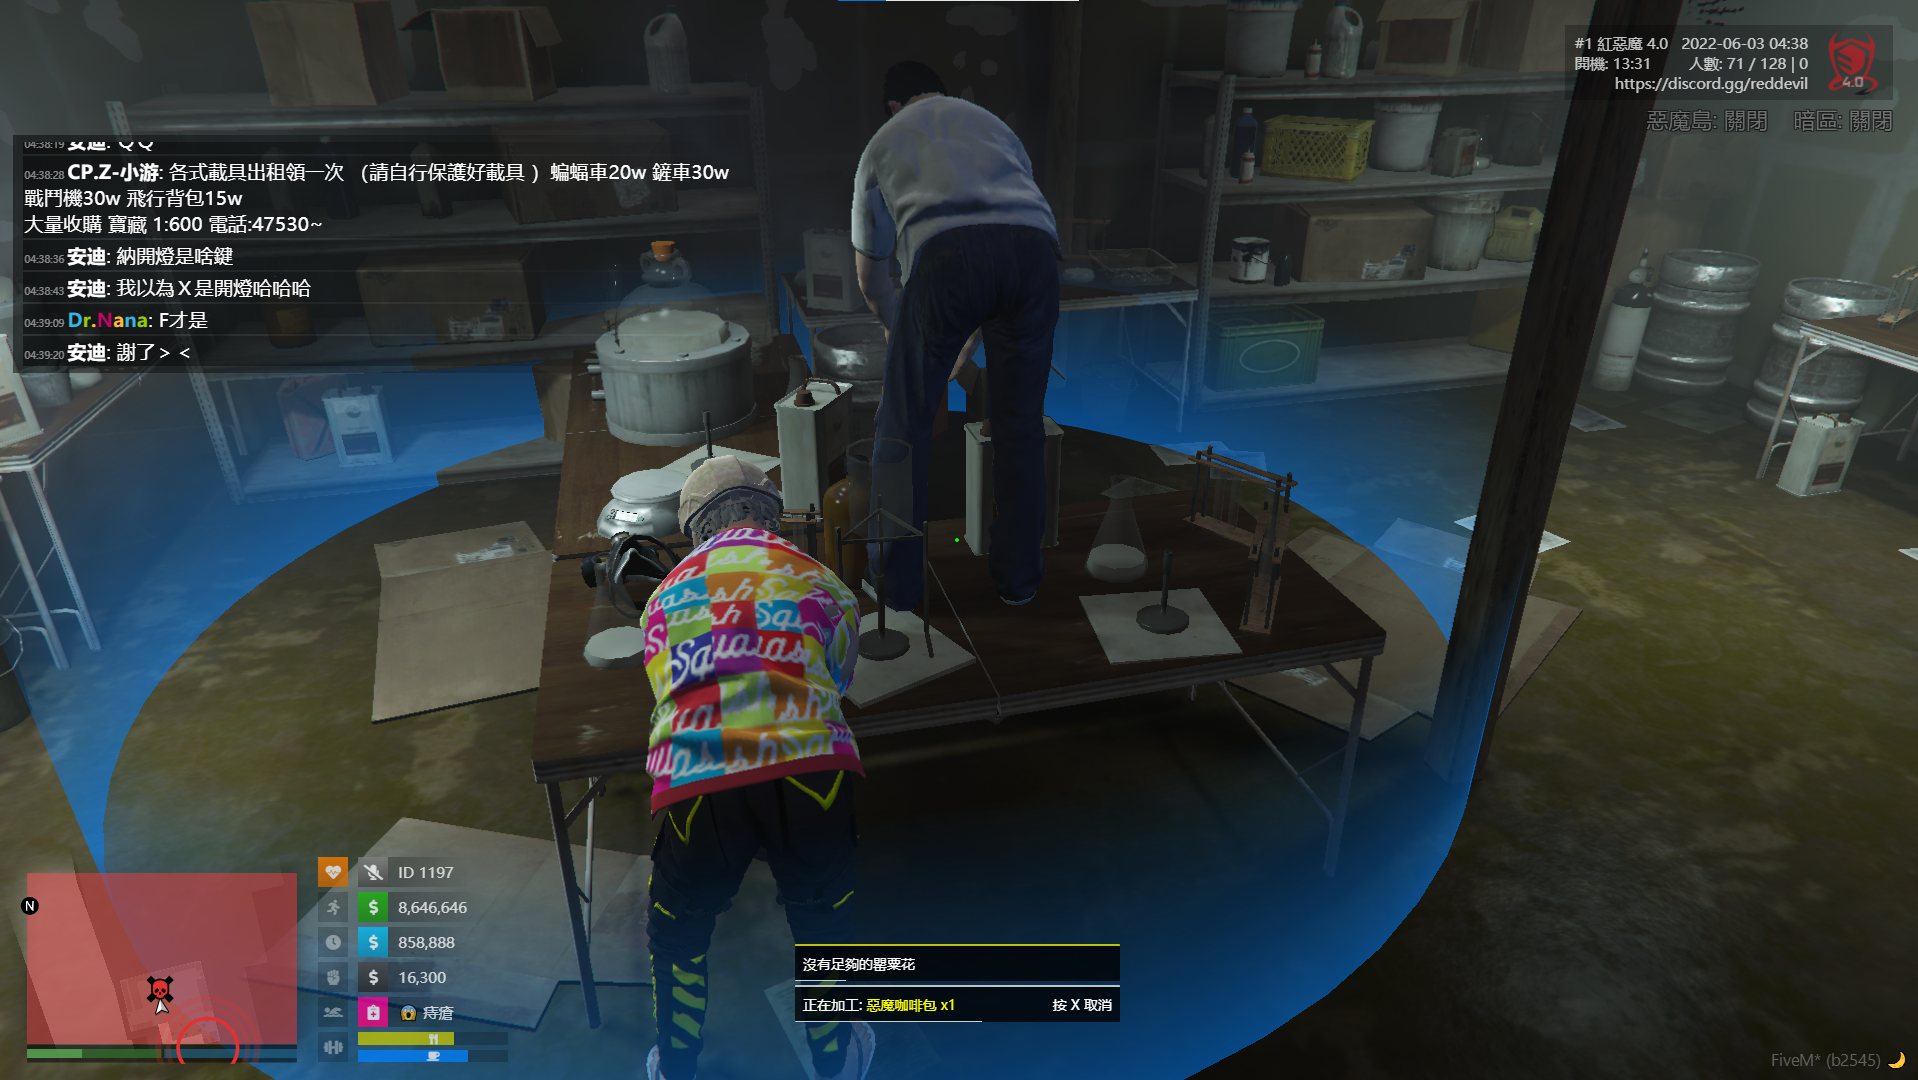 #1 紅惡魔 4.0 2022-06-03 04:38
開機: 13:31 人數: 71 / 128 | 0
https://discord.gg/reddevil
4.0
惡魔島: 關閉 暗區: 關閉
04:38:19 安迪: QQ
04:38:28 CP.Z-小游: 各式載具出租領一次 （請自行保護好載具 ）蝙蝠車20w 鏟車30w
戰鬥機30w 飛行背包15w
大量收購 寶藏 1:600 電話:47530~
04:38:36 安迪: 納開燈是啥鍵
04:38:43 安迪: 我以為 X 是開燈哈哈哈
04:39:09 Dr.Nana: F才是
04:39:20 安迪: 謝了> <
N
ID 1197
$ 8,646,646
$ 858,888
$ 16,300
痔瘡
沒有足夠的罌粟花
正在加工: 惡魔咖啡包 x1 按 X 取消
FiveM* (b2545)